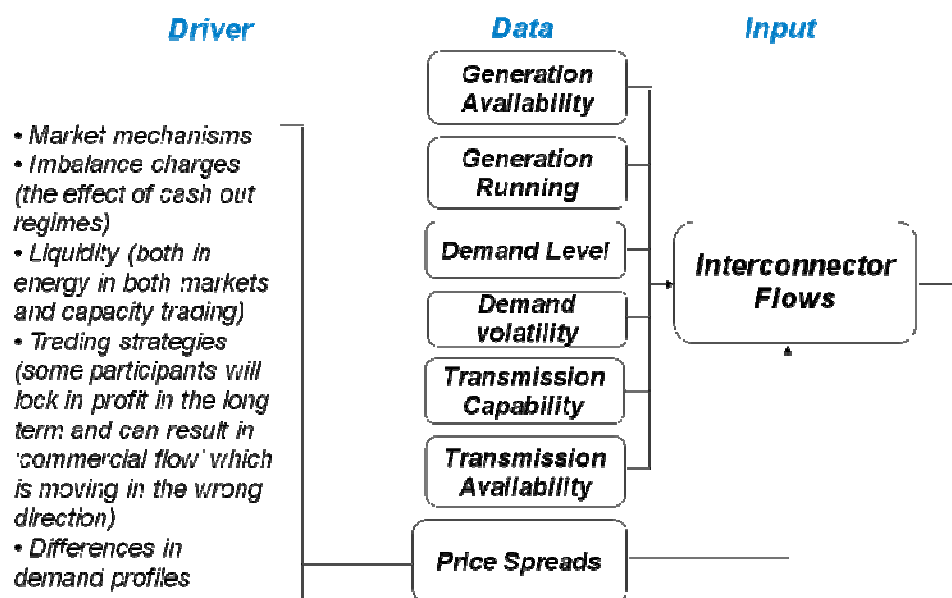 Driver
Data
Input
• Market mechanisms
• Imbalance charges
(the effect of cash out
regimes)
• Liquidity (both in
energy in both markets
and capacity trading)
• Trading strategies
(some participants will
lock in profit in the long
term and can result in
'commercial flow' which
is moving in the wrong
direction)
• Differences in
demand profiles
Generation
Availability
Generation
Running
Demand Level
Demand
volatility
Transmission
Capability
Transmission
Availability
Price Spreads
Interconnector
Flows